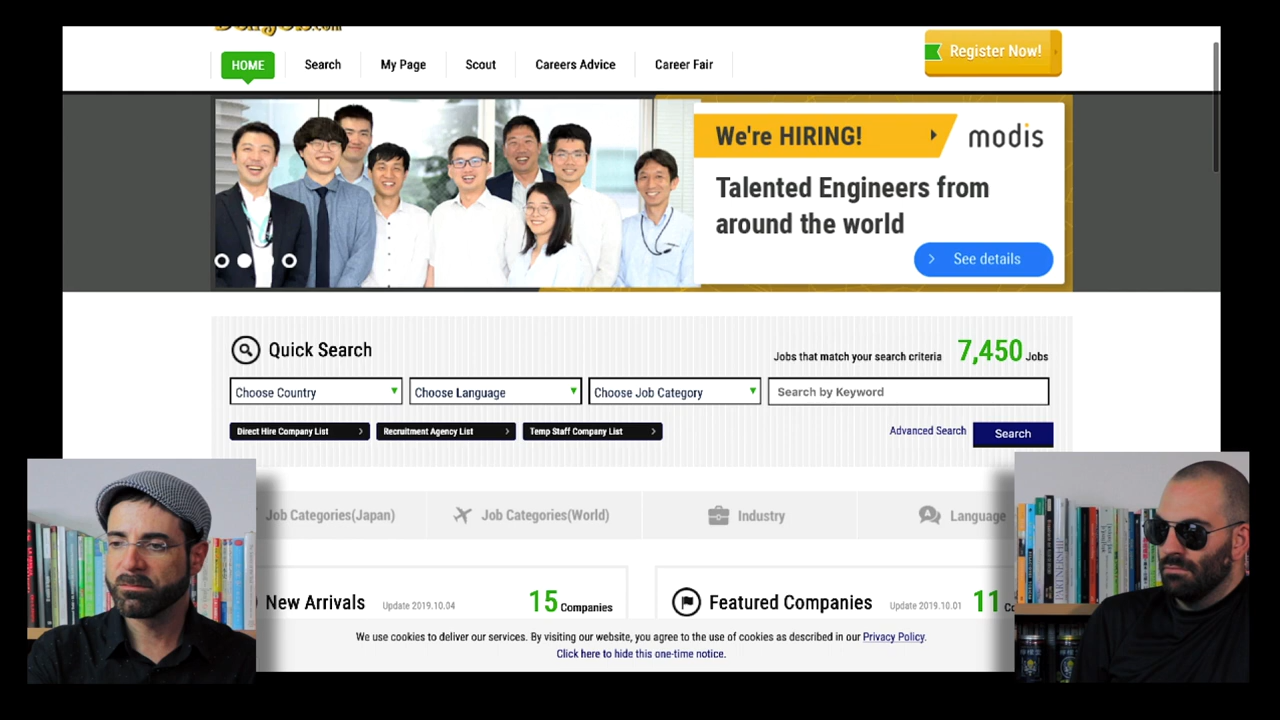 HOME
Search
My Page
Scout
Careers Advice
Career Fair
Register Now!
We're HIRING!
modis
Talented Engineers from
around the world
See details
Quick Search
Jobs that match your search criteria 7,450 Jobs
Choose Country
Choose Language
Choose Job Category
Search by Keyword
Direct Hire Company List
Recruitment Agency List
Temp Staff Company List
Advanced Search
Search
Job Categories(Japan)
Job Categories(World)
Industry
Language
New Arrivals
Update 2019.10.04
15 Companies
Featured Companies
Update 2019.10.01
11
We use cookies to deliver our services. By visiting our website, you agree to the use of cookies as described in our Privacy Policy.
Click here to hide this one-time notice.